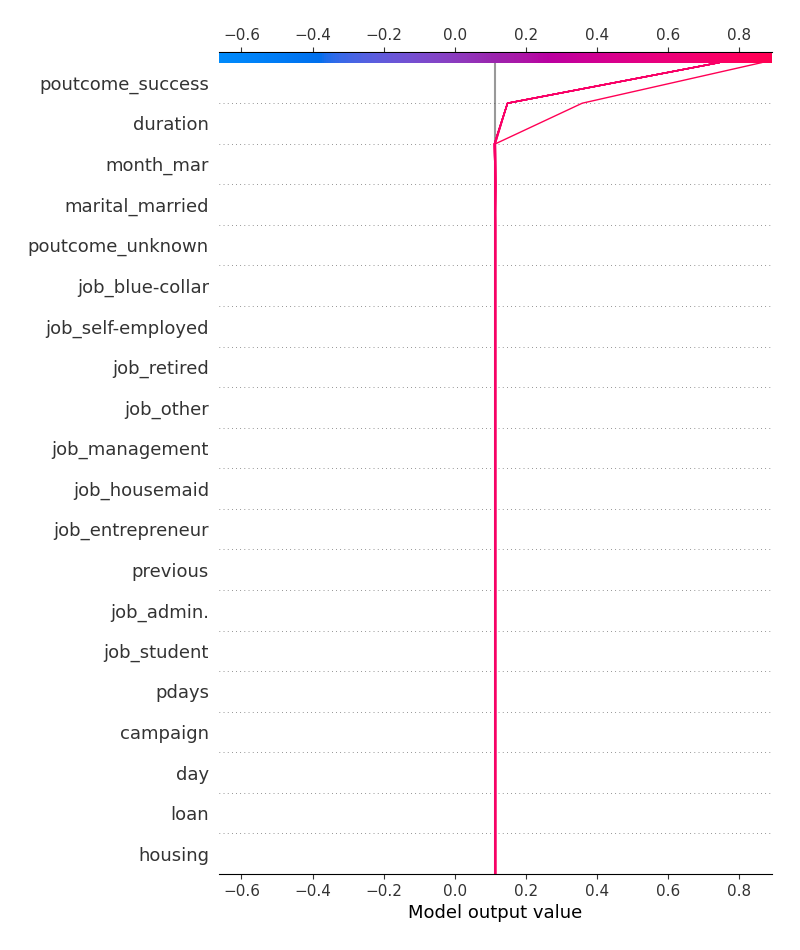 −0.6 −0.4 −0.2 0.0 0.2 0.4 0.6 0.8
poutcome_success
duration
month_mar
marital_married
poutcome_unknown
job_blue-collar
job_self-employed
job_retired
job_other
job_management
job_housemaid
job_entrepreneur
previous
job_admin.
job_student
pdays
campaign
day
loan
housing
−0.6 −0.4 −0.2 0.0 0.2 0.4 0.6 0.8
Model output value